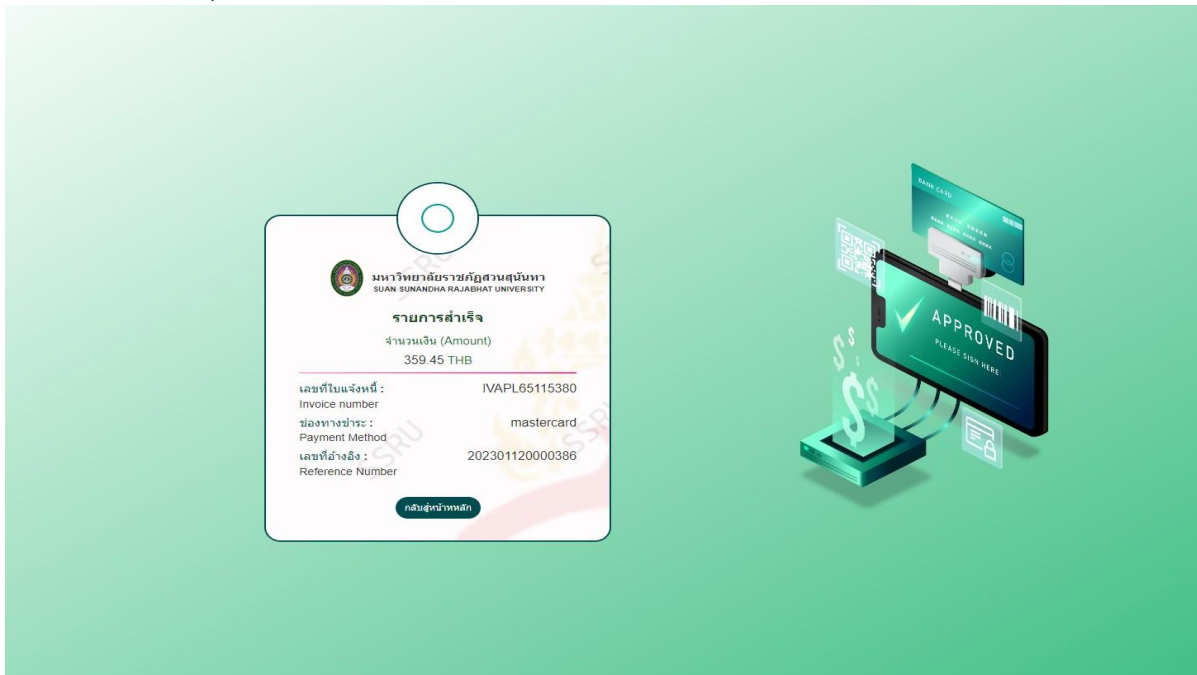 มหาวิทยาลัยราชภัฏสวนสุนันทา
SUAN SUNANDHA RAJABHAT UNIVERSITY
รายการสำเร็จ
จำนวนเงิน (Amount)
359.45 THB
เลขที่ใบแจ้งหนี้ : IVAPL65115380
Invoice number
ช่องทางชำระ : mastercard
Payment Method
เลขที่อ้างอิง : 202301120000386
Reference Number
กลับสู่หน้าหลัก
SSRU
SSRU
SSRU
BANK CARD
APPROVED
PLEASE SIGN HERE: